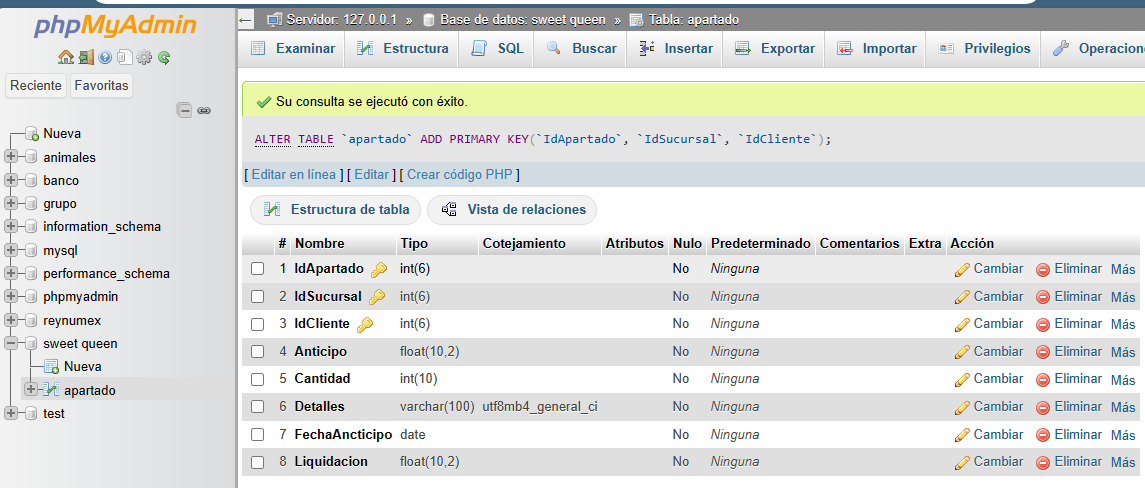 phpMyAdmin
Reciente Favoritas
Nueva
animales
banco
grupo
information_schema
mysql
performance_schema
phpmyadmin
reynumex
sweet queen
Nueva
apartado
test
← Servidor: 127.0.0.1 » Base de datos: sweet queen » Tabla: apartado
Examinar Estructura SQL Buscar Insertar Exportar Importar Privilegios Operacion
Su consulta se ejecutó con éxito.
ALTER TABLE `apartado` ADD PRIMARY KEY(`IdApartado`, `IdSucursal`, `IdCliente`);
[ Editar en línea ] [ Editar ] [ Crear código PHP ]
Estructura de tabla Vista de relaciones
# Nombre Tipo Cotejamiento Atributos Nulo Predeterminado Comentarios Extra Acción
1 IdApartado int(6) No Ninguna Cambiar Eliminar Más
2 IdSucursal int(6) No Ninguna Cambiar Eliminar Más
3 IdCliente int(6) No Ninguna Cambiar Eliminar Más
4 Anticipo float(10,2) No Ninguna Cambiar Eliminar Más
5 Cantidad int(10) No Ninguna Cambiar Eliminar Más
6 Detalles varchar(100) utf8mb4_general_ci No Ninguna Cambiar Eliminar Más
7 FechaAncticipo date No Ninguna Cambiar Eliminar Más
8 Liquidacion float(10,2) No Ninguna Cambiar Eliminar Más